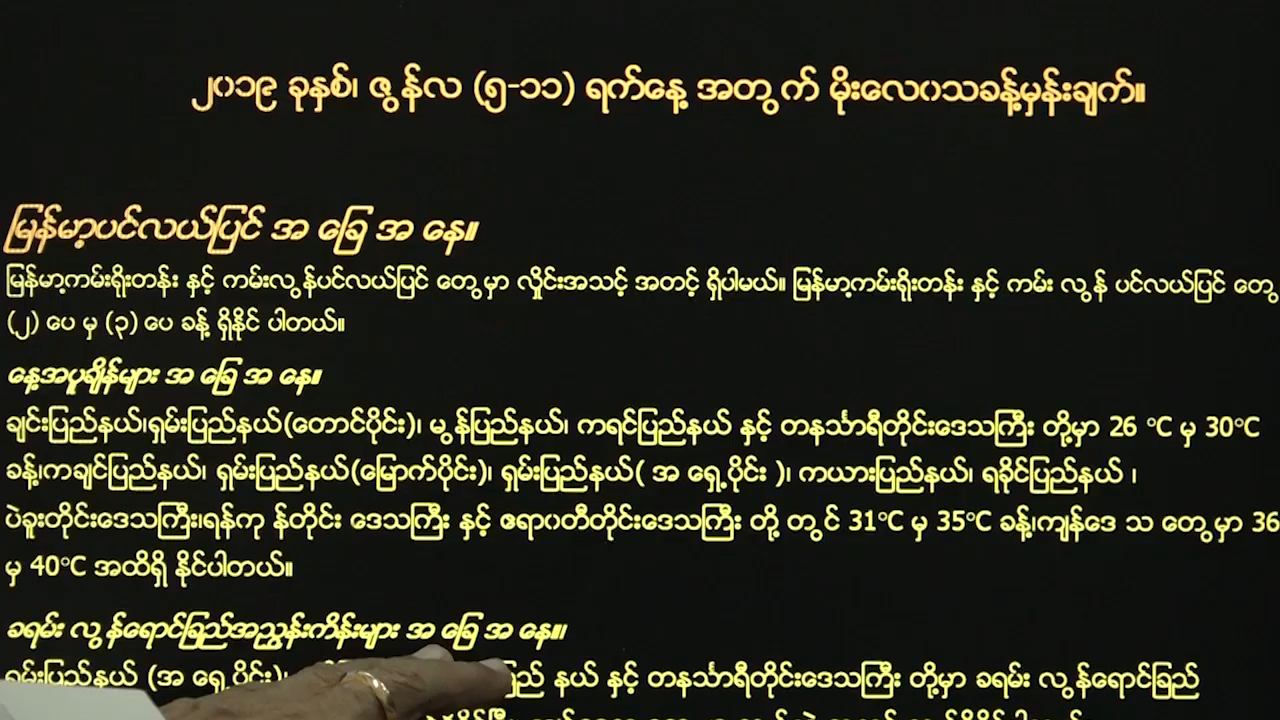 ၂၀၁၉ ခုနှစ်၊ ဇွန်လ (၅-၁၁) ရက်နေ့ အတွက် မိုးလေဝသခန့်မှန်းချက်။
မြန်မာ့ပင်လယ်ပြင် အ ခြေ အ နေ။
မြန်မာ့ကမ်းရိုးတန်း နှင့် ကမ်းလွန်ပင်လယ်ပြင် တွေမှာ လှိုင်းအသင့် အတင့် ရှိပါမယ်။ မြန်မာ့ကမ်းရိုးတန်း နှင့် ကမ်း လွန် ပင်လယ်ပြင် တွေ
(၂) ပေ မှ (၃) ပေ ခန့် ရှိနိုင် ပါတယ်။
နေ့အပူချိန်များ အ ခြေ အ နေ။
ချင်းပြည်နယ်၊ရှမ်းပြည်နယ်(တောင်ပိုင်း)၊ မွန်ပြည်နယ်၊ ကရင်ပြည်နယ် နှင့် တနင်္သာရီတိုင်းဒေသကြီး တို့မှာ 26 °C မှ 30°C
ခန့်၊ကချင်ပြည်နယ်၊ ရှမ်းပြည်နယ်(မြောက်ပိုင်း)၊ ရှမ်းပြည်နယ်( အ ရှေ့ပိုင်း )၊ ကယားပြည်နယ်၊ ရခိုင်ပြည်နယ် ၊
ပဲခူးတိုင်းဒေသကြီး၊ရန်ကု န်တိုင်း ဒေသကြီး နှင့် ဧရာဝတီတိုင်းဒေသကြီး တို့ တွင် 31°C မှ 35°C ခန့်၊ကျန်ဒေ သ တွေမှာ 36
မှ 40°C အထိရှိ နိုင်ပါတယ်။
ခရမ်း လွန်ရောင်ခြည်အညွှန်းကိန်းများ အ ခြေ အ နေ။
ရှမ်းပြည်နယ် (အ ရှေ့ပိုင်း)၊ နယ် နှင့် တနင်္သာရီတိုင်းဒေသကြီး တို့မှာ ခရမ်း လွန်ရောင်ခြည်